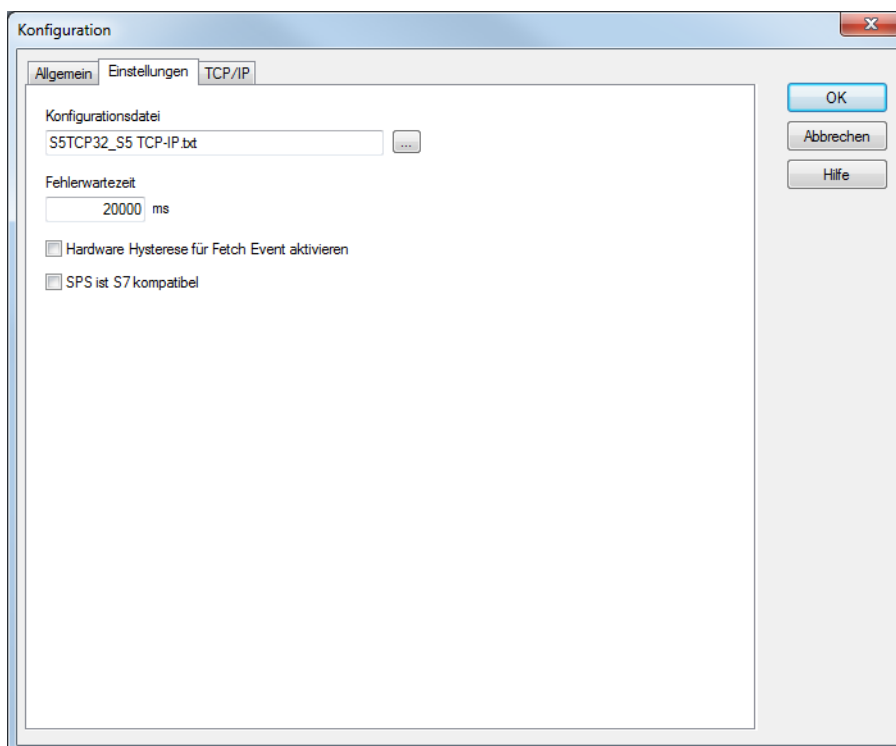 Konfiguration
Allgemein Einstellungen TCP/IP
OK
Abbrechen
Hilfe
Konfigurationsdatei
S5TCP32_S5 TCP-IP.txt ...
Fehlerwartezeit
20000 ms
Hardware Hysterese für Fetch Event aktivieren
SPS ist S7 kompatibel